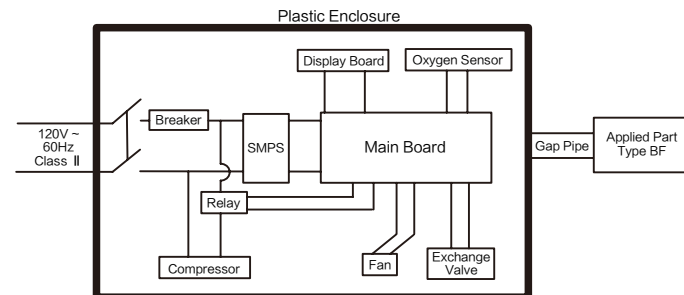 Plastic Enclosure
Display Board
Oxygen Sensor
120V ~
60Hz
Class Ⅱ
Breaker
SMPS
Main Board
Gap Pipe
Applied Part
Type BF
Relay
Compressor
Fan
Exchange
Valve